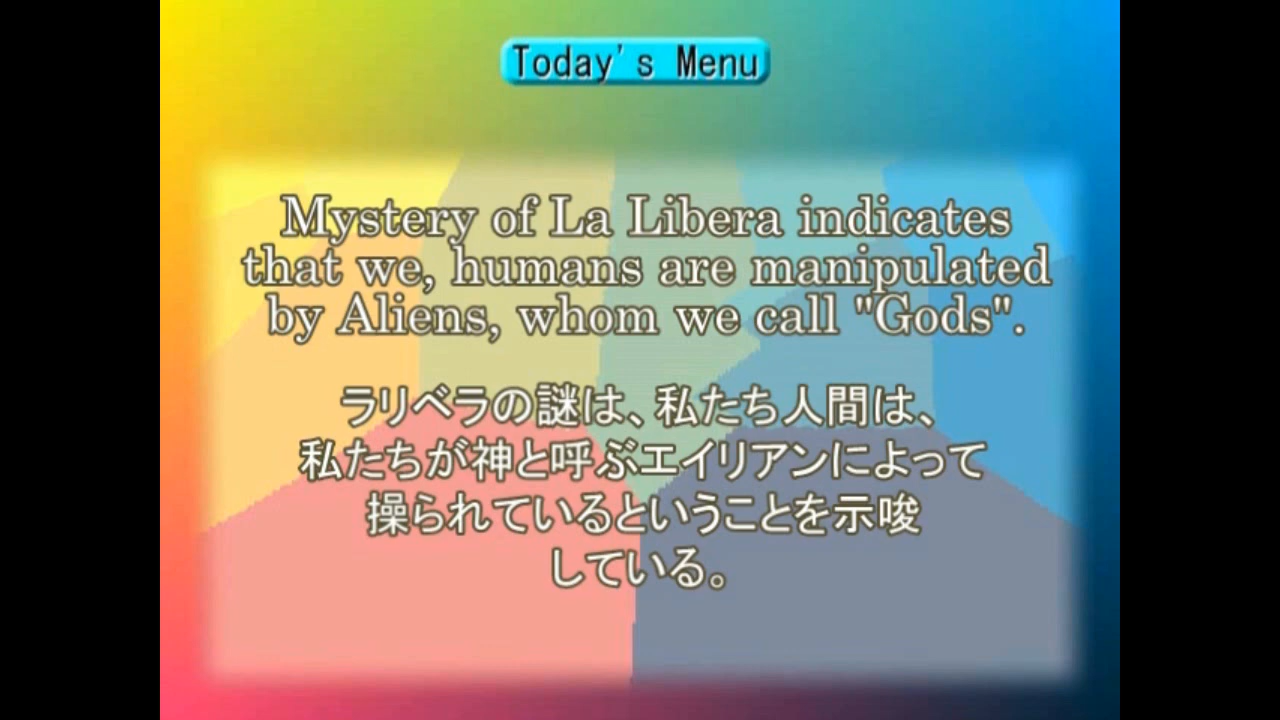 Today's Menu
Mystery of La Libera indicates
that we, humans are manipulated
by Aliens, whom we call "Gods".
ラリベラの謎は、私たち人間は、
私たちが神と呼ぶエイリアンによって
操られているということを示唆
している。